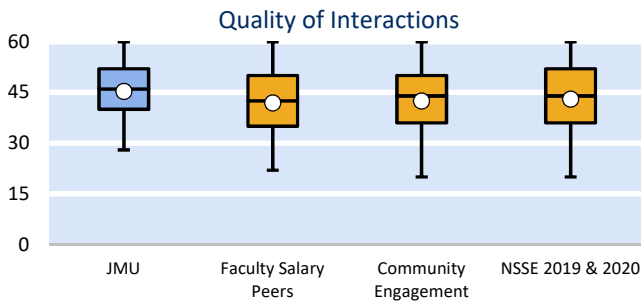 Quality of Interactions
60
45
30
15
0
JMU
Faculty Salary
Peers
Community
Engagement
NSSE 2019 & 2020